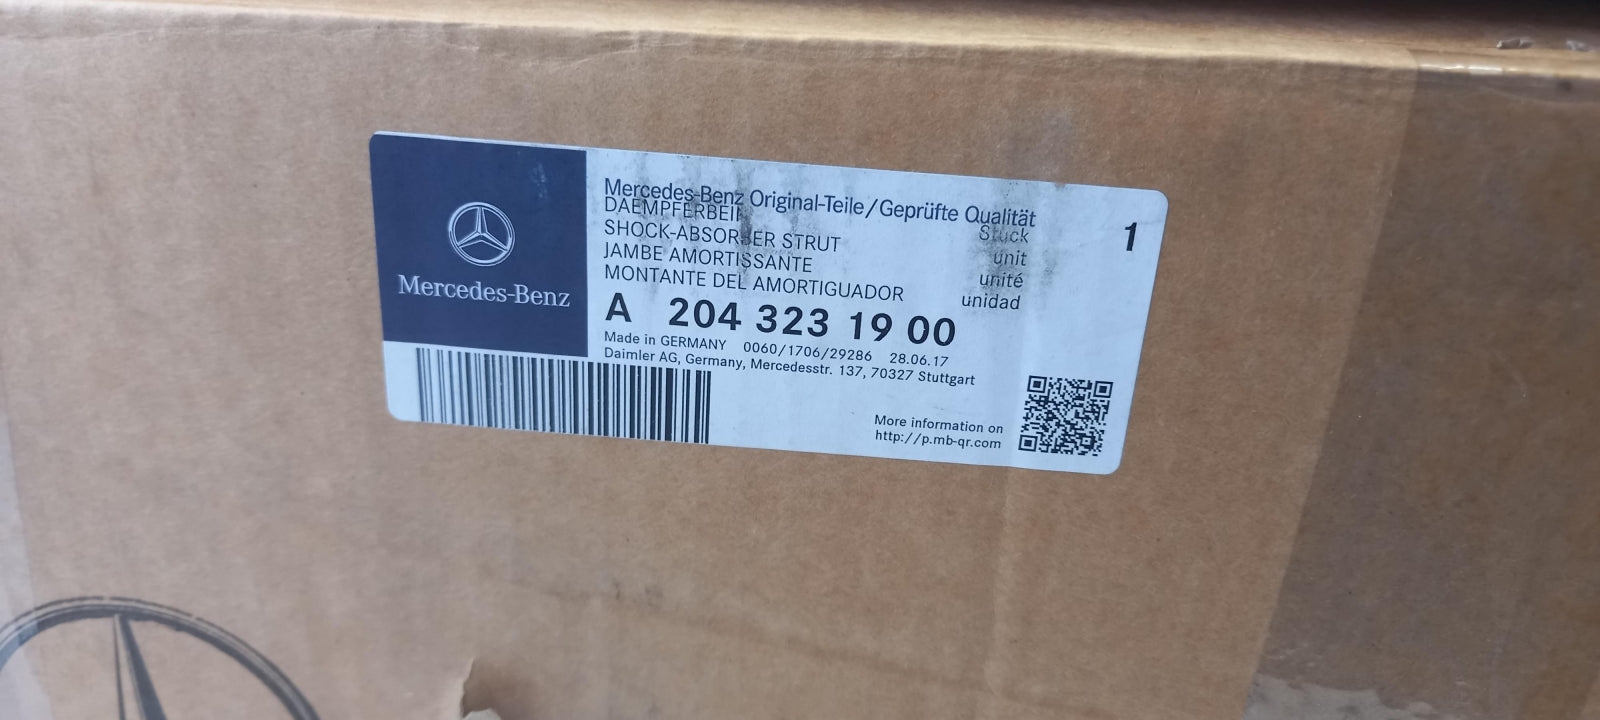 Mercedes-Benz
Mercedes-Benz Original-Teile/Geprüfte Qualität
DAEMPFERBEIN Stück
SHOCK-ABSORBER STRUT unit
JAMBE AMORTISSANTE unité
MONTANTE DEL AMORTIGUADOR unidad
1
A 204 323 19 00
Made in GERMANY 0060/1706/29286 28.06.17
Daimler AG, Germany, Mercedesstr. 137, 70327 Stuttgart
More information on
http://p.mb-qr.com